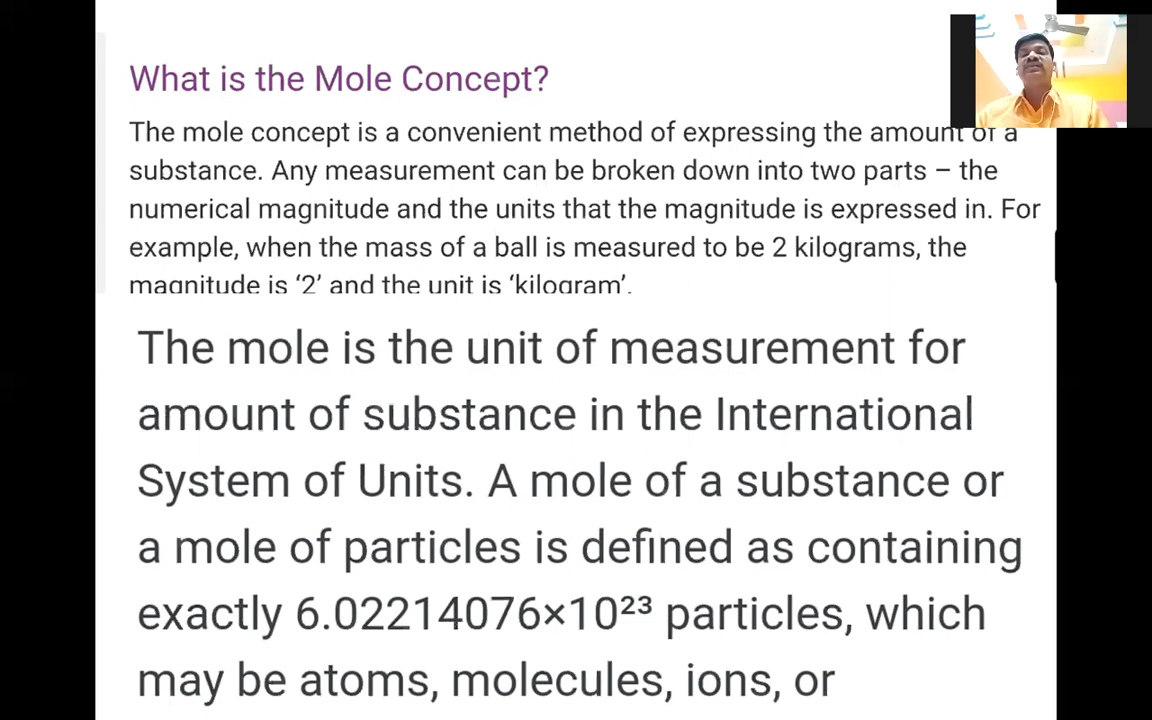 What is the Mole Concept?
The mole concept is a convenient method of expressing the amount of a
substance. Any measurement can be broken down into two parts – the
numerical magnitude and the units that the magnitude is expressed in. For
example, when the mass of a ball is measured to be 2 kilograms, the
magnitude is ‘2’ and the unit is ‘kilogram’.
The mole is the unit of measurement for
amount of substance in the International
System of Units. A mole of a substance or
a mole of particles is defined as containing
exactly 6.02214076×10²³ particles, which
may be atoms, molecules, ions, or